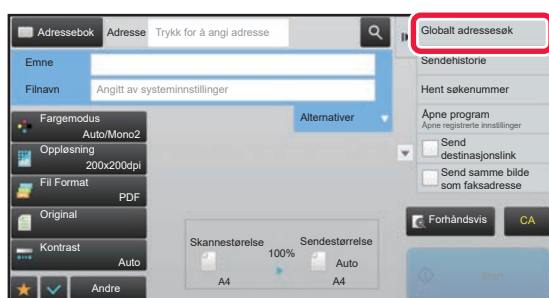 Adressebok Adresse Trykk for å angi adresse
Emne
Filnavn Angitt av systeminnstillinger
Alternativer
Fargemodus
Auto/Mono2
Oppløsning
200x200dpi
Fil Format
PDF
Original
Kontrast
Auto
Andre
Skannestørelse
100%
Sendestørrelse
Auto
A4
A4
Globalt adressesøk
Sendehistorie
Hent søkenummer
Åpne program
Åpne registrerte innstillinger
Send
destinasjonslink
Send samme bilde
som faksadresse
Forhåndsvis
CA
Start